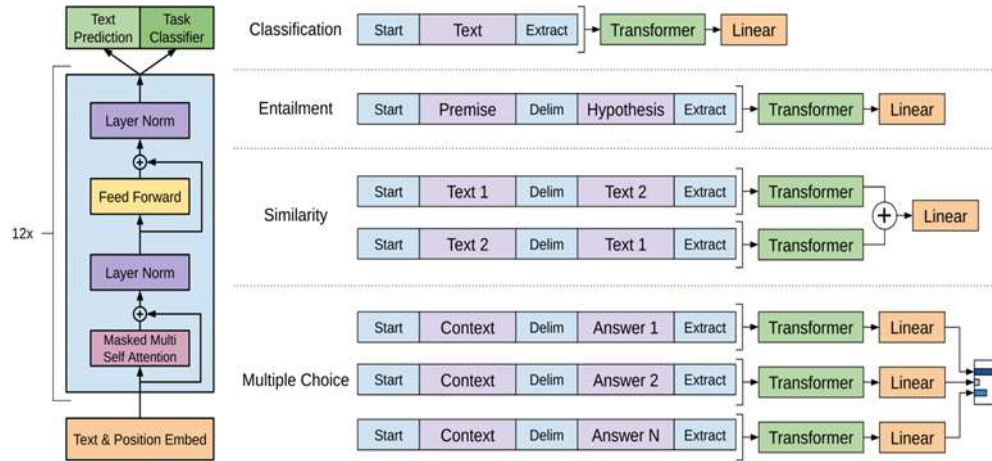 Text
Prediction
Task
Classifier
Layer Norm
Feed Forward
12x
Layer Norm
Masked Multi
Self Attention
Text & Position Embed
Classification Start Text Extract Transformer Linear
Entailment Start Premise Delim Hypothesis Extract Transformer Linear
Start Text 1 Delim Text 2 Extract Transformer
Similarity Linear
Start Text 2 Delim Text 1 Extract Transformer
Start Context Delim Answer 1 Extract Transformer Linear
Multiple Choice Start Context Delim Answer 2 Extract Transformer Linear
Start Context Delim Answer N Extract Transformer Linear